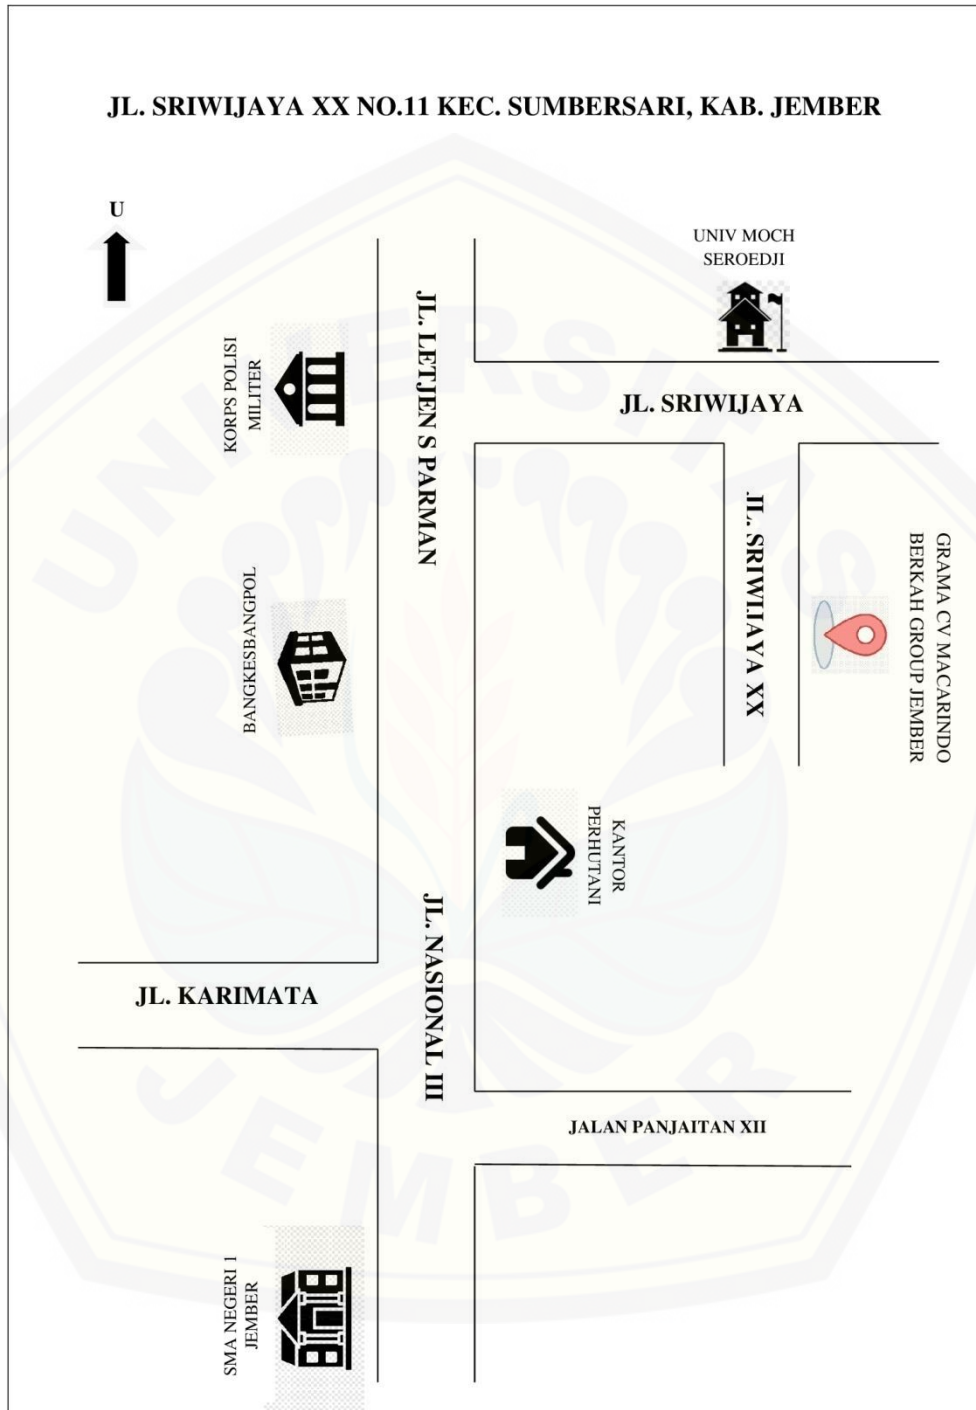 JL. SRIWIJAYA XX NO.11 KEC. SUMBERSARI, KAB. JEMBER
U
UNIV MOCH
SEROEDJI
KORPS POLISI
MILITER
JL. LETJEN S PARMAN
JL. SRIWIJAYA
JL. SRIWIJAYA XX
GRAMA CV MACARINDO
BERKAH GROUP JEMBER
BANGKESBANGPOL
KANTOR
PERHUTANI
JL. NASIONAL III
JL. KARIMATA
JALAN PANJAITAN XII
SMA NEGERI 1
JEMBER
UNIVERSITAS
JEMBER